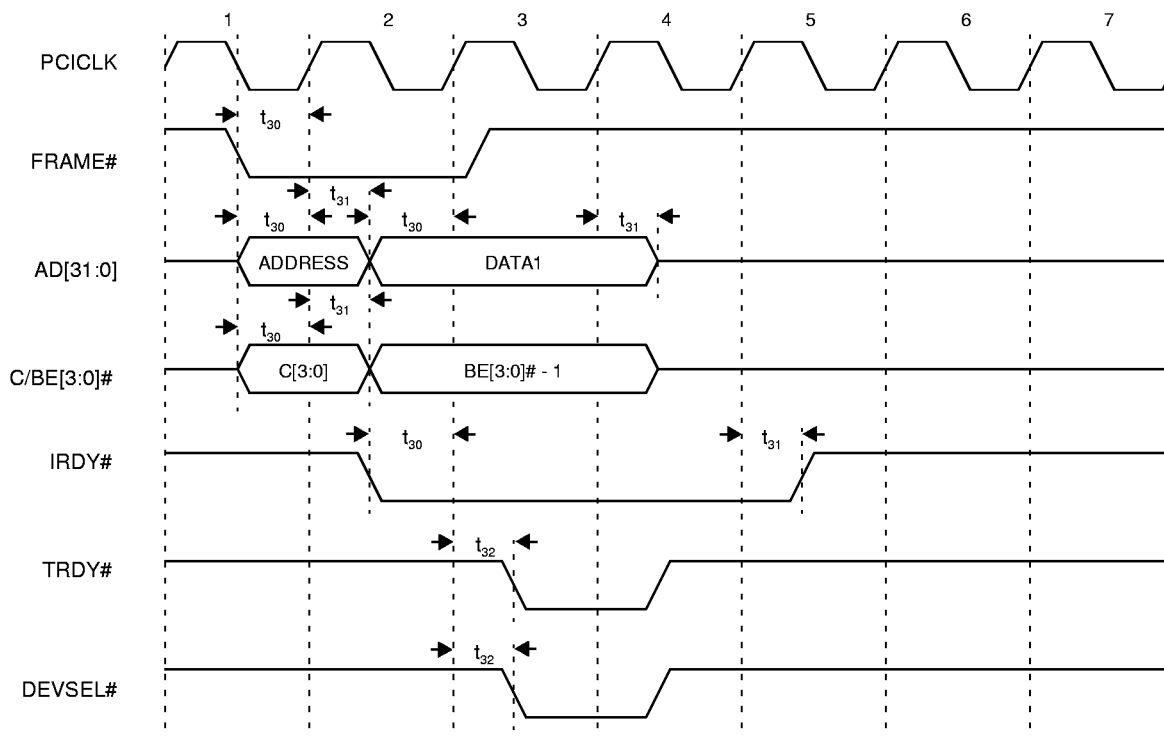 1 2 3 4 5 6 7
PCICLK
t30
FRAME#
t31
t30 t30 t31
AD[31:0] ADDRESS DATA1
t31
t30
C/BE[3:0]# C[3:0] BE[3:0]# - 1
t30 t31
IRDY#
t32
TRDY#
t32
DEVSEL#